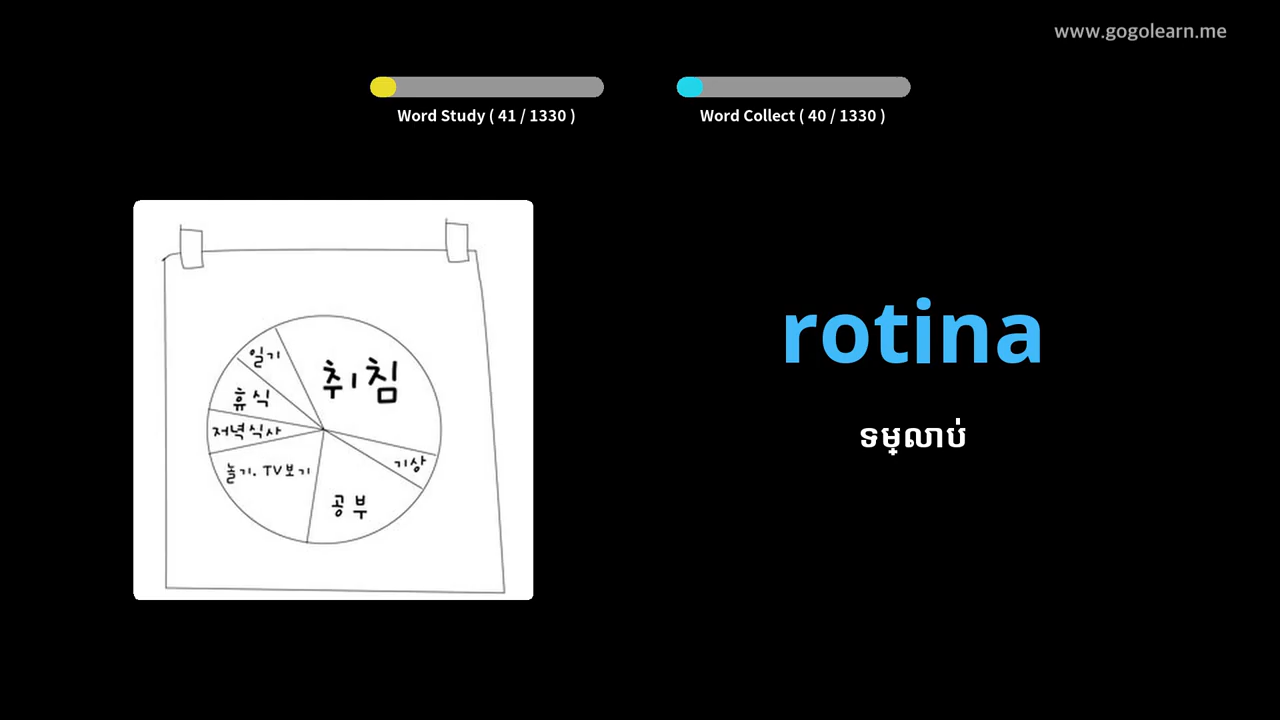 www.gogolearn.me
Word Study ( 41 / 1330 )
Word Collect ( 40 / 1330 )
일기
취침
휴식
저녁식사
기상
놀기. TV보기
공부
rotina
ទម្លាប់